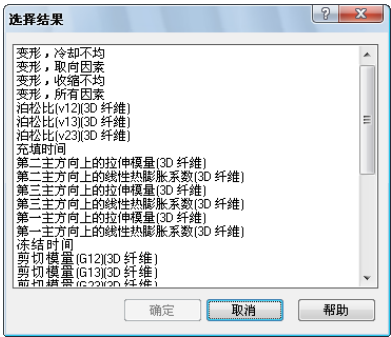 选择结果
变形，冷却不均
变形，取向因素
变形，收缩不均
变形，所有因素
泊松比(v12)(3D 纤维)
泊松比(v13)(3D 纤维)
泊松比(v23)(3D 纤维)
充填时间
第二主方向上的拉伸模量(3D 纤维)
第二主方向上的线性热膨胀系数(3D 纤维)
第三主方向上的拉伸模量(3D 纤维)
第三主方向上的线性热膨胀系数(3D 纤维)
第一主方向上的拉伸模量(3D 纤维)
第一主方向上的线性热膨胀系数(3D 纤维)
冻结时间
剪切模量(G12)(3D 纤维)
剪切模量(G13)(3D 纤维)
剪切模量(G23)(3D 纤维)
确定 取消 帮助